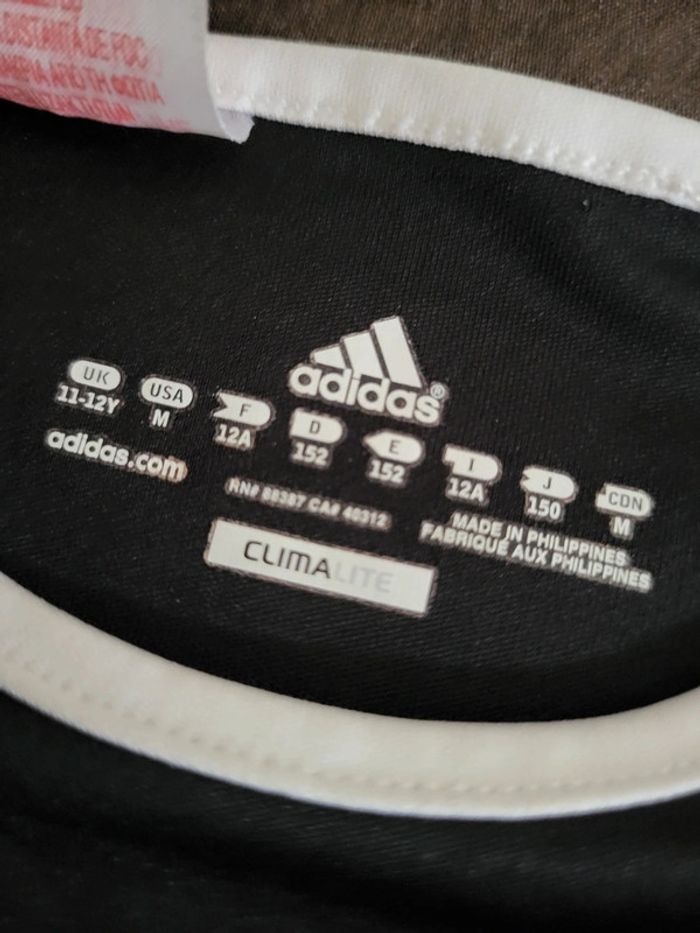 adidas®
UK USA F D E I J CDN
11-12Y M 12A 152 152 12A 150 M
adidas.com
RN# 88387 CA# 40312
MADE IN PHILIPPINES
FABRIQUÉ AUX PHILIPPINES
CLIMALITE